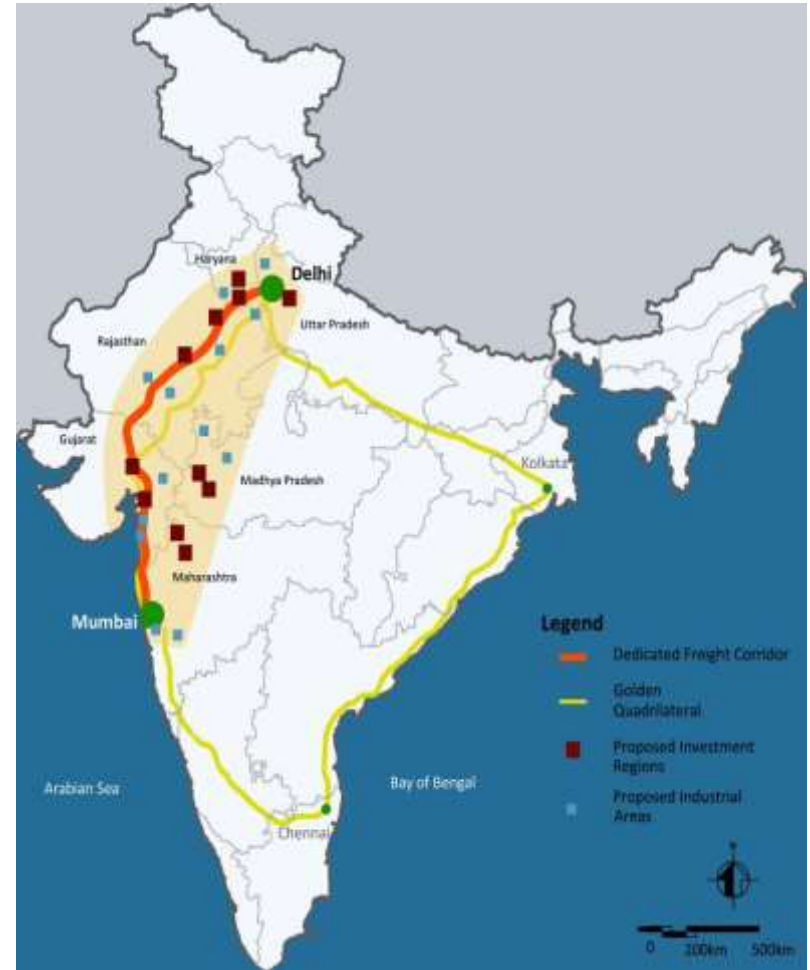 Haryana
Delhi
Uttar Pradesh
Rajasthan
Gujarat
Kolkata
Madhya Pradesh
Maharashtra
Mumbai
Legend
Dedicated Freight Corridor
Golden
Quadrilateral
Proposed Investment
Regions
Arabian Sea
Bay of Bengal
Proposed Industrial
Areas
Chennai
0 200km 500km